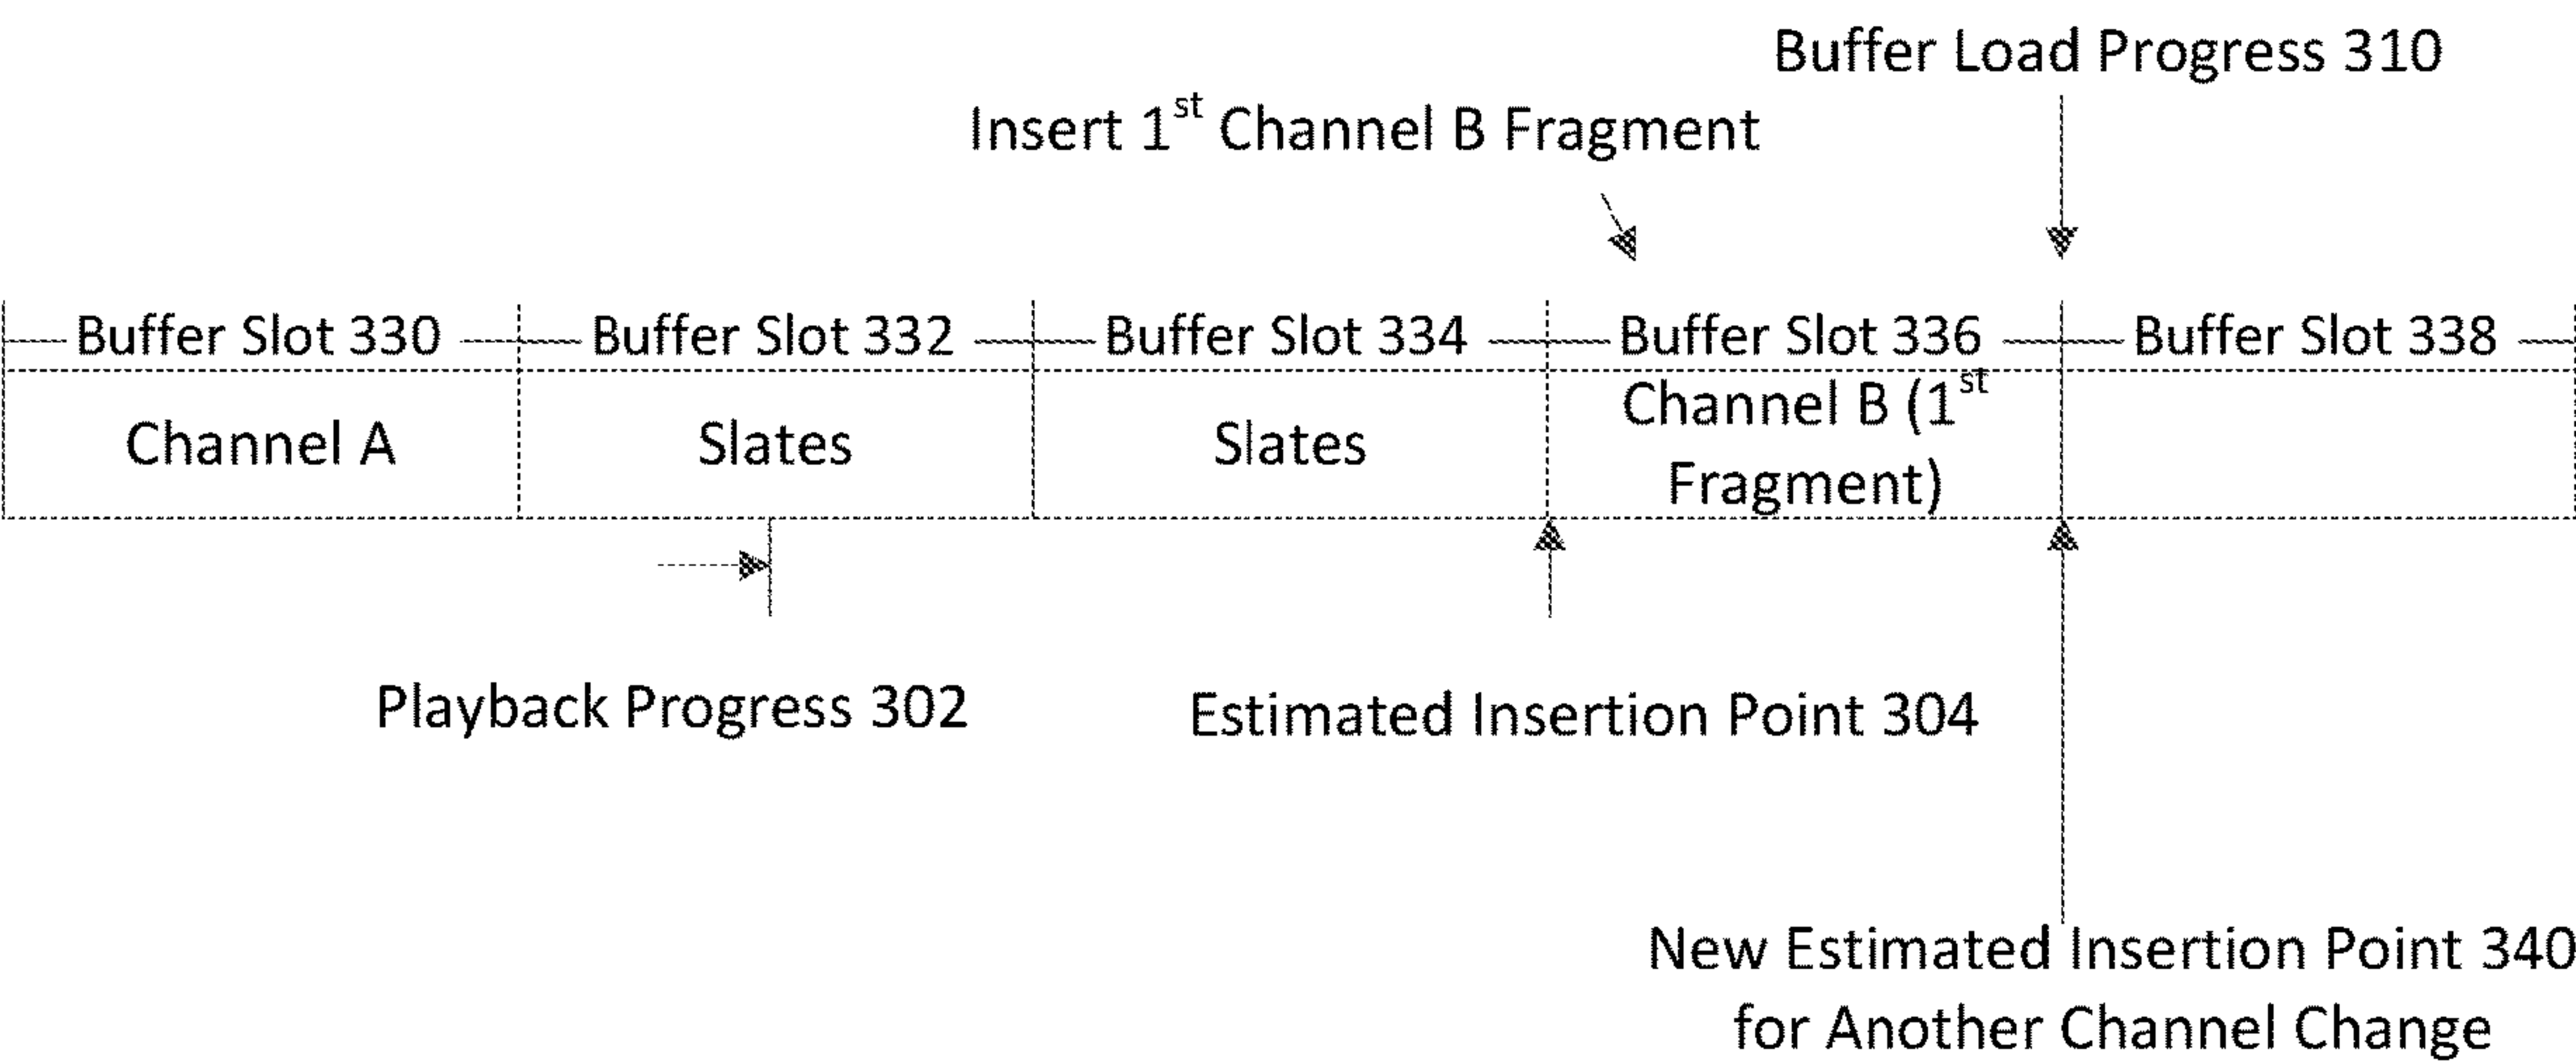 Buffer Load Progress 310
Insert 1st Channel B Fragment
Buffer Slot 330
Buffer Slot 332
Buffer Slot 334
Buffer Slot 336
Buffer Slot 338
Channel A
Slates
Slates
Channel B (1st
Fragment)
Playback Progress 302
Estimated Insertion Point 304
New Estimated Insertion Point 340
for Another Channel Change